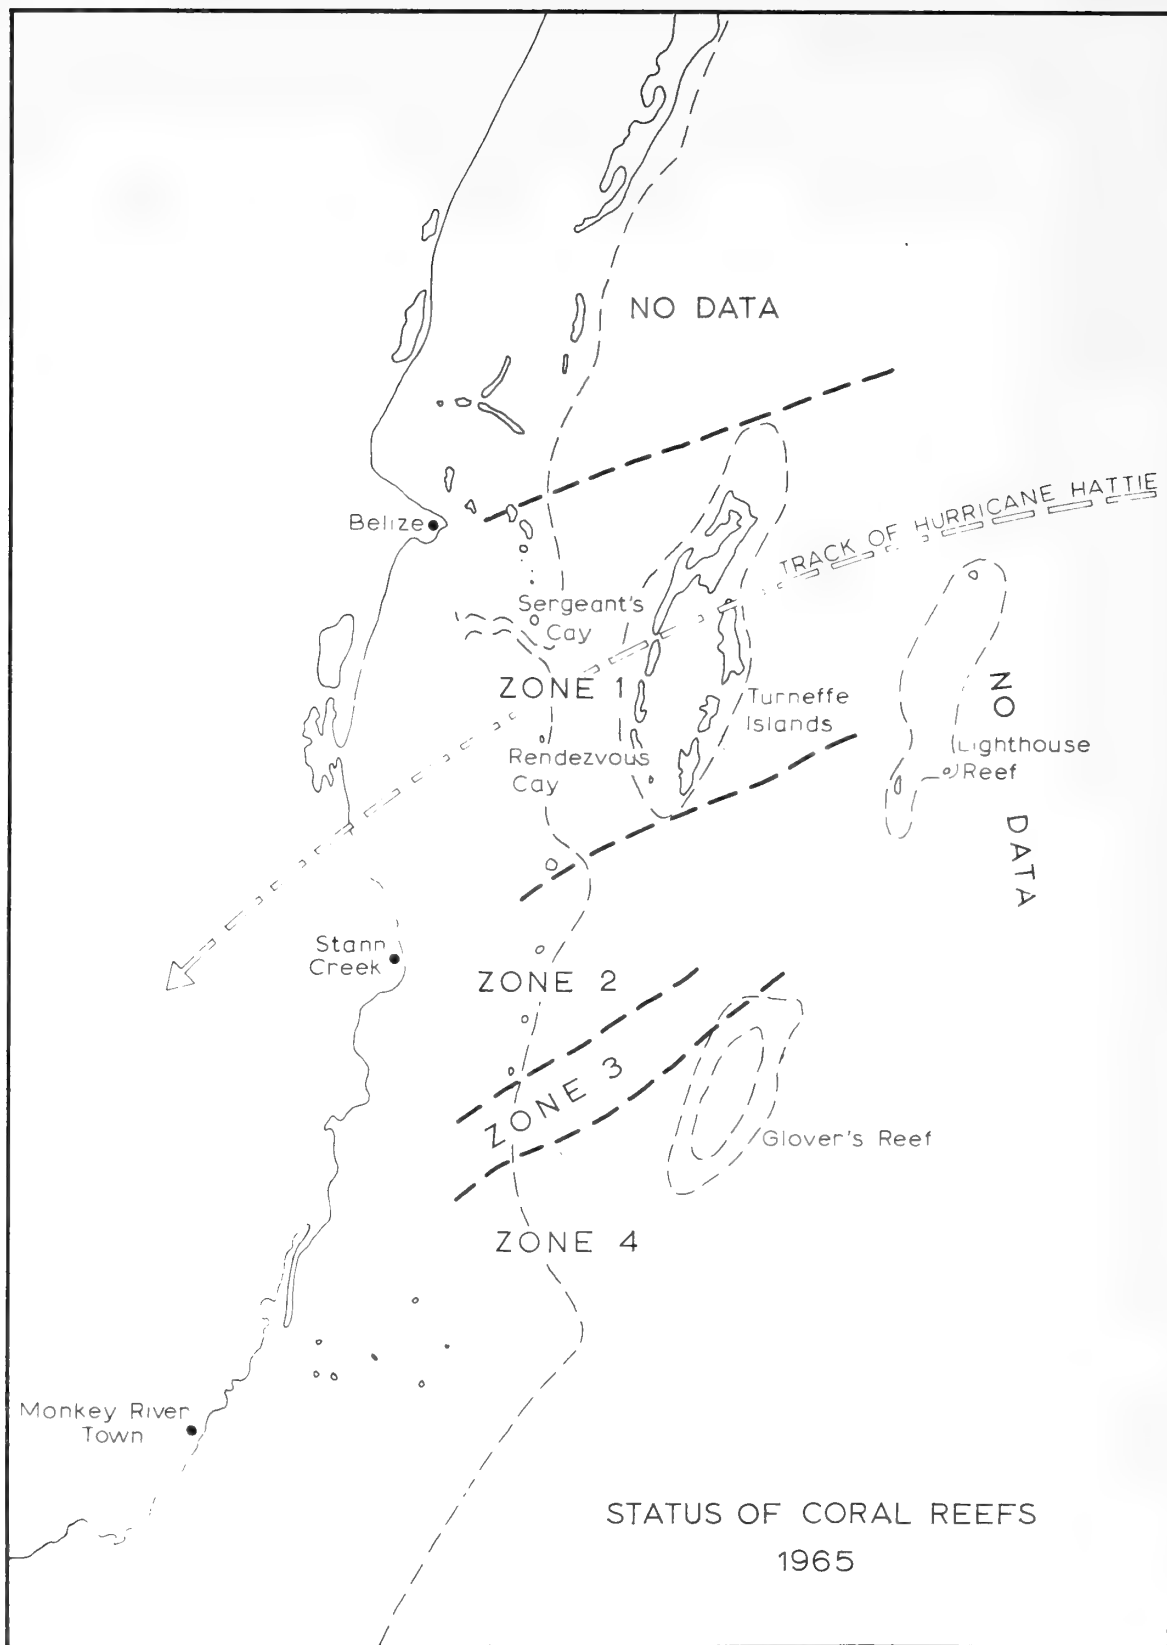 NO DATA
TRACK OF HURRICANE HATTIE
Belize
Sergeant's
Cay
ZONE 1
Turneffe
Islands
NO
DATA
Lighthouse
Reef
Rendezvous
Cay
Stann
Creek
ZONE 2
ZONE 3
Glover's Reef
ZONE 4
Monkey River
Town
STATUS OF CORAL REEFS
1965